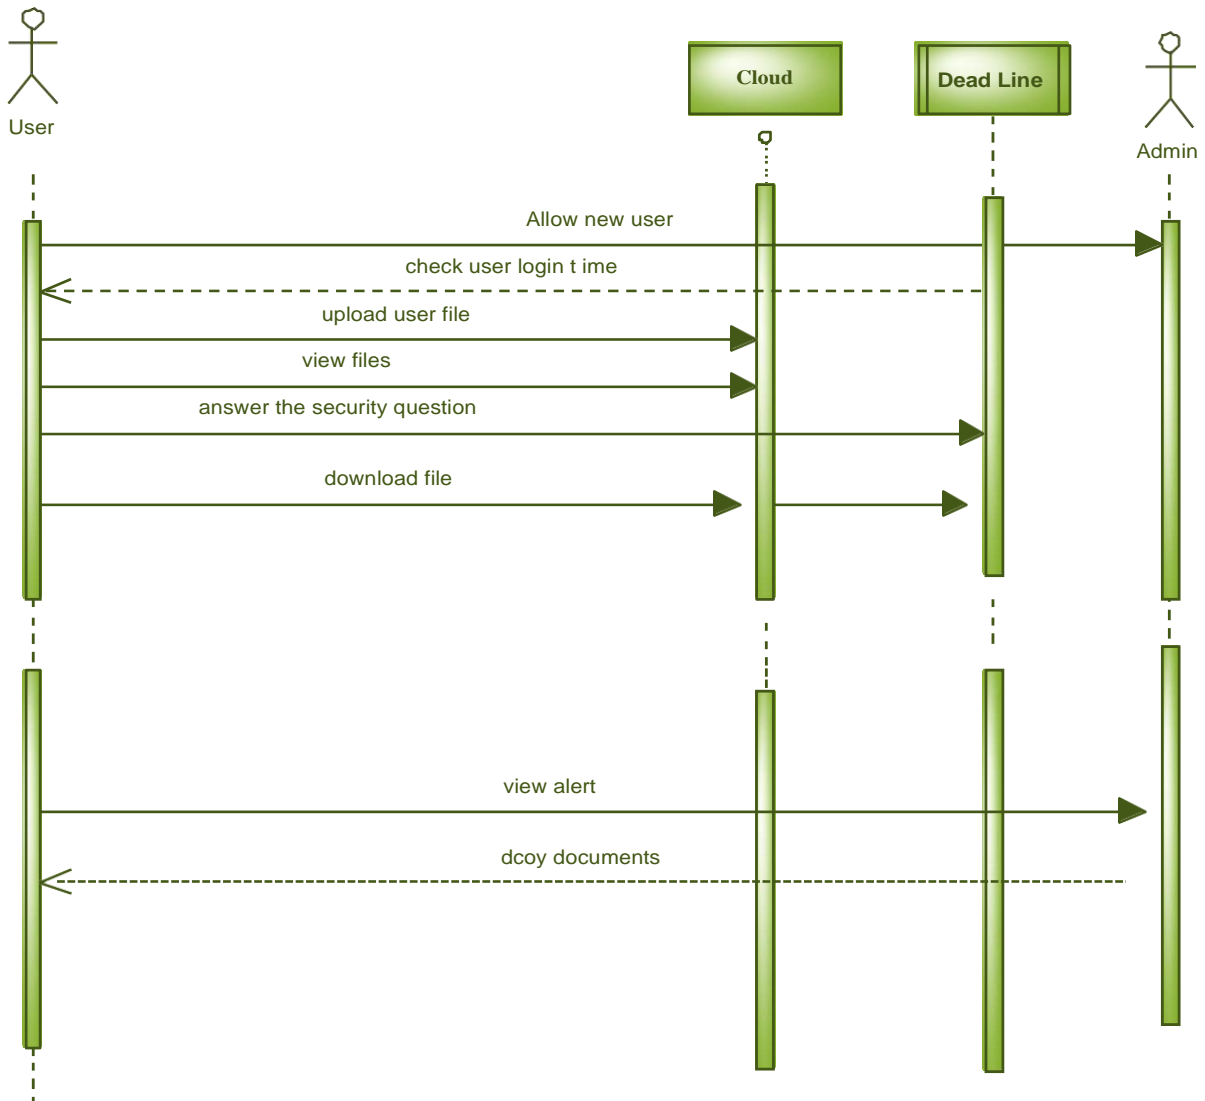 Cloud
Dead Line
User
Admin
Allow new user
check user login t ime
upload user file
view files
answer the security question
download file
view alert
dcoy documents